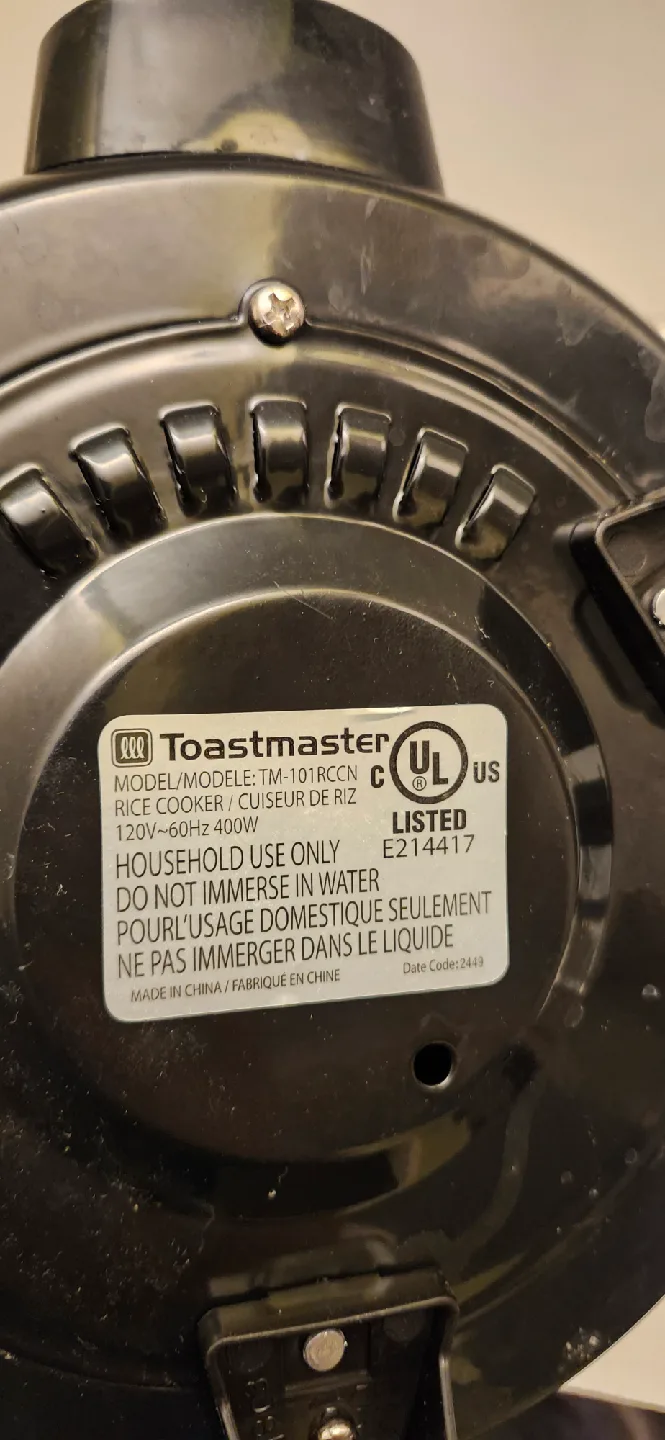 Toastmaster
MODEL/MODELE: TM-101RCCN
RICE COOKER / CUISEUR DE RIZ
120V~60Hz 400W
C UL ® US
LISTED
E214417
HOUSEHOLD USE ONLY
DO NOT IMMERSE IN WATER
POURL'USAGE DOMESTIQUE SEULEMENT
NE PAS IMMERGER DANS LE LIQUIDE
MADE IN CHINA / FABRIQUÉ EN CHINE
Date Code: 2449